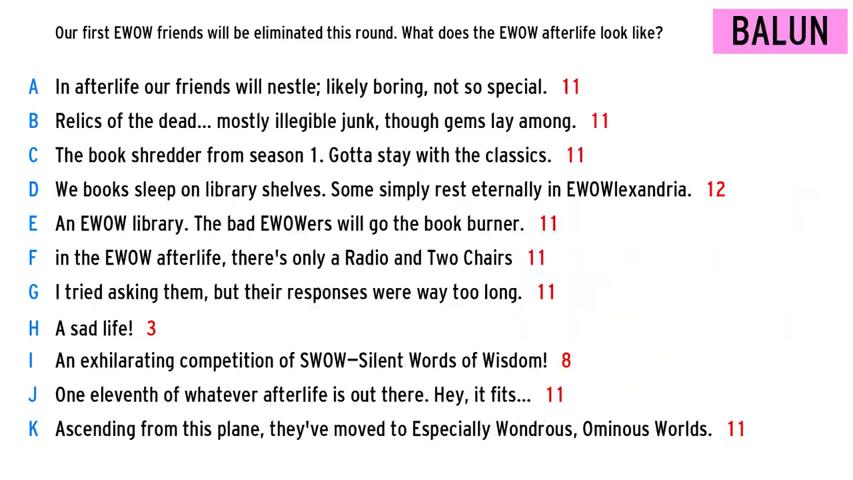 Our first EWOW friends will be eliminated this round. What does the EWOW afterlife look like?
BALUN
A In afterlife our friends will nestle; likely boring, not so special. 11
B Relics of the dead... mostly illegible junk, though gems lay among. 11
C The book shredder from season 1. Gotta stay with the classics. 11
D We books sleep on library shelves. Some simply rest eternally in EWOWlexandria. 12
E An EWOW library. The bad EWOWers will go the book burner. 11
F in the EWOW afterlife, there's only a Radio and Two Chairs 11
G I tried asking them, but their responses were way too long. 11
H A sad life! 3
I An exhilarating competition of SWOW—Silent Words of Wisdom! 8
J One eleventh of whatever afterlife is out there. Hey, it fits... 11
K Ascending from this plane, they've moved to Especially Wondrous, Ominous Worlds. 11